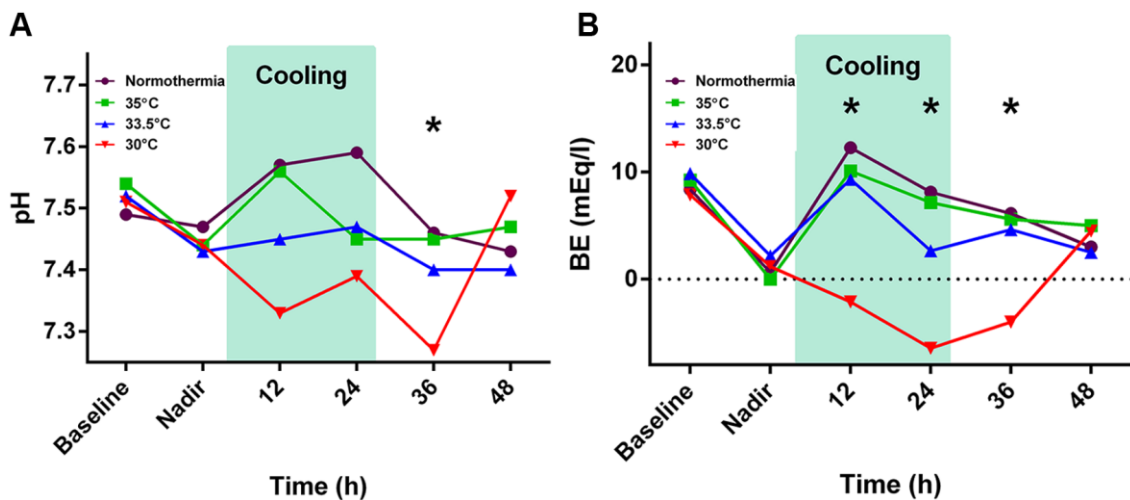 A
7.7
7.6
7.5
7.4
7.3
pH
Normothermia
35°C
33.5°C
30°C
Cooling
*
Baseline
Nadir
12
24
36
48
Time (h)
B
20
10
0
BE (mEq/l)
Normothermia
35°C
33.5°C
30°C
Cooling
* * *
Baseline
Nadir
12
24
36
48
Time (h)